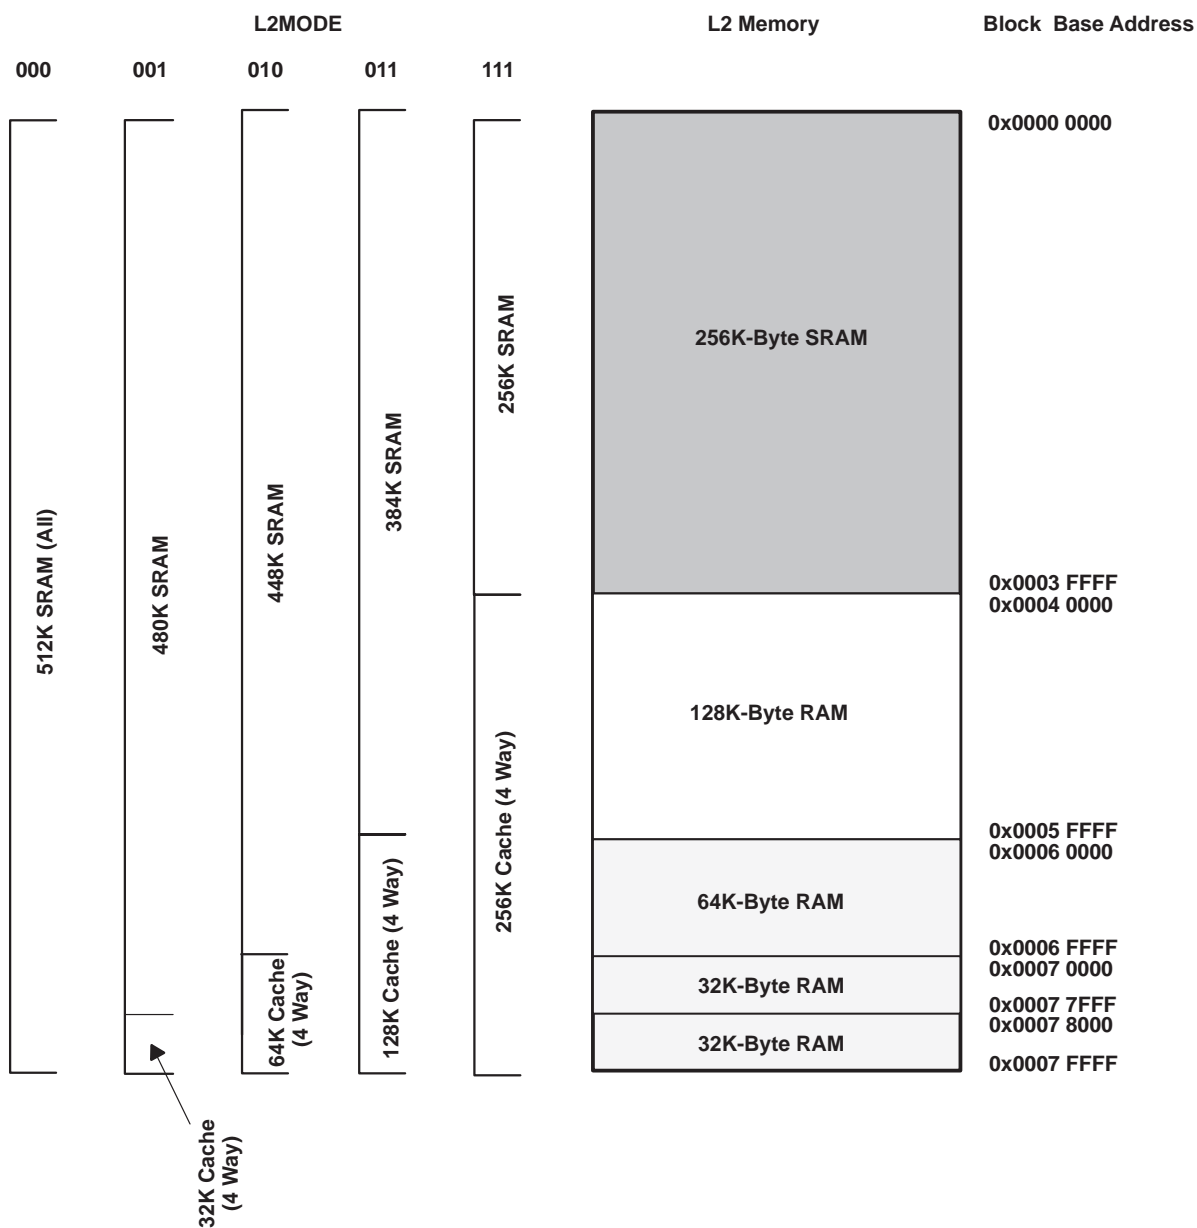 L2MODE
L2 Memory
Block Base Address
000
001
010
011
111
512K SRAM (All)
480K SRAM
32K Cache
(4 Way)
448K SRAM
64K Cache
(4 Way)
384K SRAM
128K Cache (4 Way)
256K SRAM
256K Cache (4 Way)
256K-Byte SRAM
128K-Byte RAM
64K-Byte RAM
32K-Byte RAM
32K-Byte RAM
0x0000 0000
0x0003 FFFF
0x0004 0000
0x0005 FFFF
0x0006 0000
0x0006 FFFF
0x0007 0000
0x0007 7FFF
0x0007 8000
0x0007 FFFF